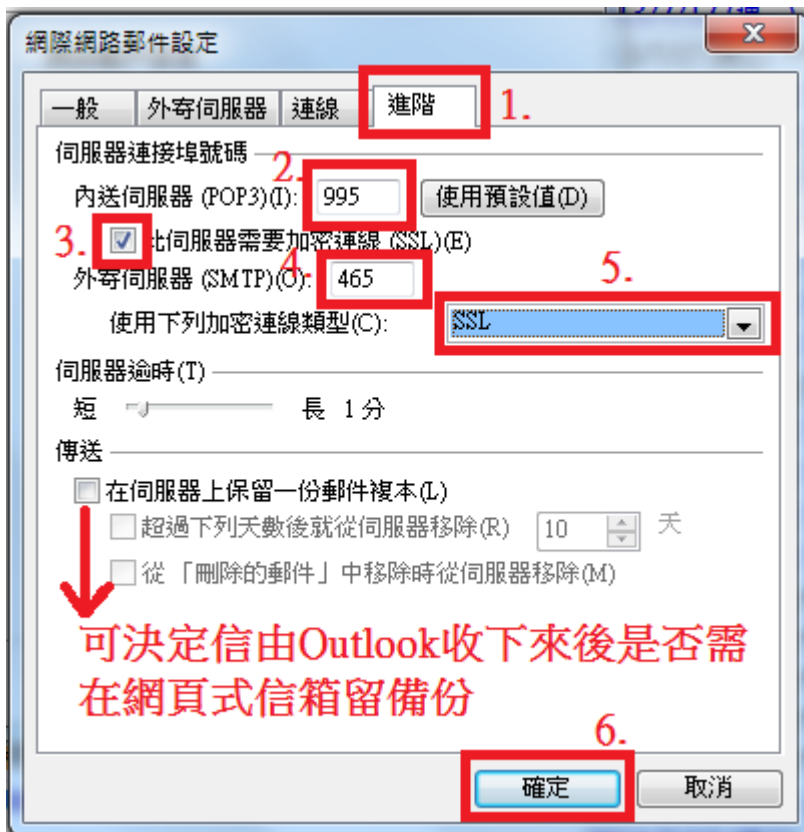 網際網路郵件設定
一般 外寄伺服器 連線 進階 1.
伺服器連接埠號碼
2.
內送伺服器 (POP3)(I): 995 使用預設值(D)
3. 此伺服器需要加密連線 (SSL)(E)
4. 5.
外寄伺服器 (SMTP)(O): 465
使用下列加密連線類型(C): SSL
伺服器逾時(T)
短 長 1分
傳送
在伺服器上保留一份郵件複本(L)
超過下列天數後就從伺服器移除(R) 10 天
從「刪除的郵件」中移除時從伺服器移除(M)
可決定信由Outlook收下來後是否需
在網頁式信箱留備份
6.
確定 取消